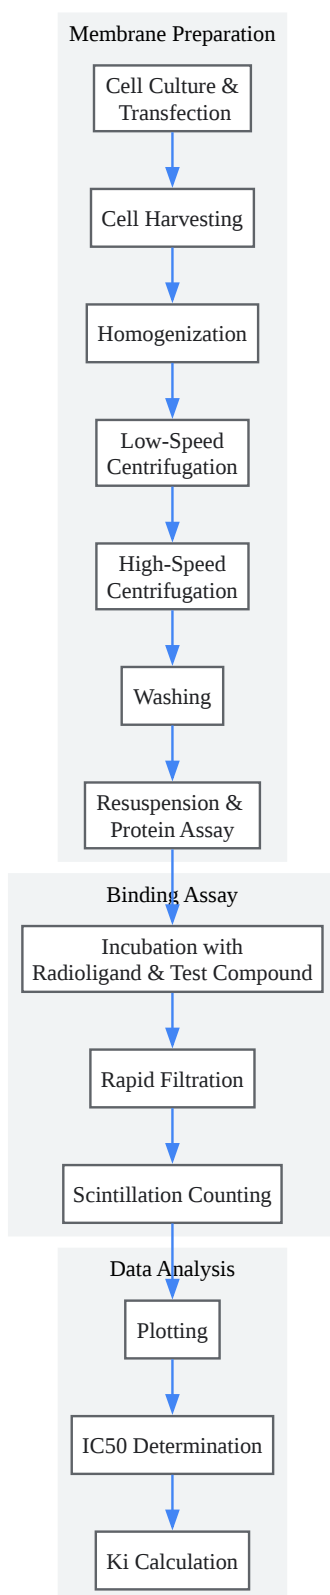 Membrane Preparation
Cell Culture &
Transfection
Cell Harvesting
Homogenization
Low-Speed
Centrifugation
High-Speed
Centrifugation
Washing
Resuspension &
Protein Assay
Binding Assay
Incubation with
Radioligand & Test Compound
Rapid Filtration
Scintillation Counting
Data Analysis
Plotting
IC50 Determination
Ki Calculation